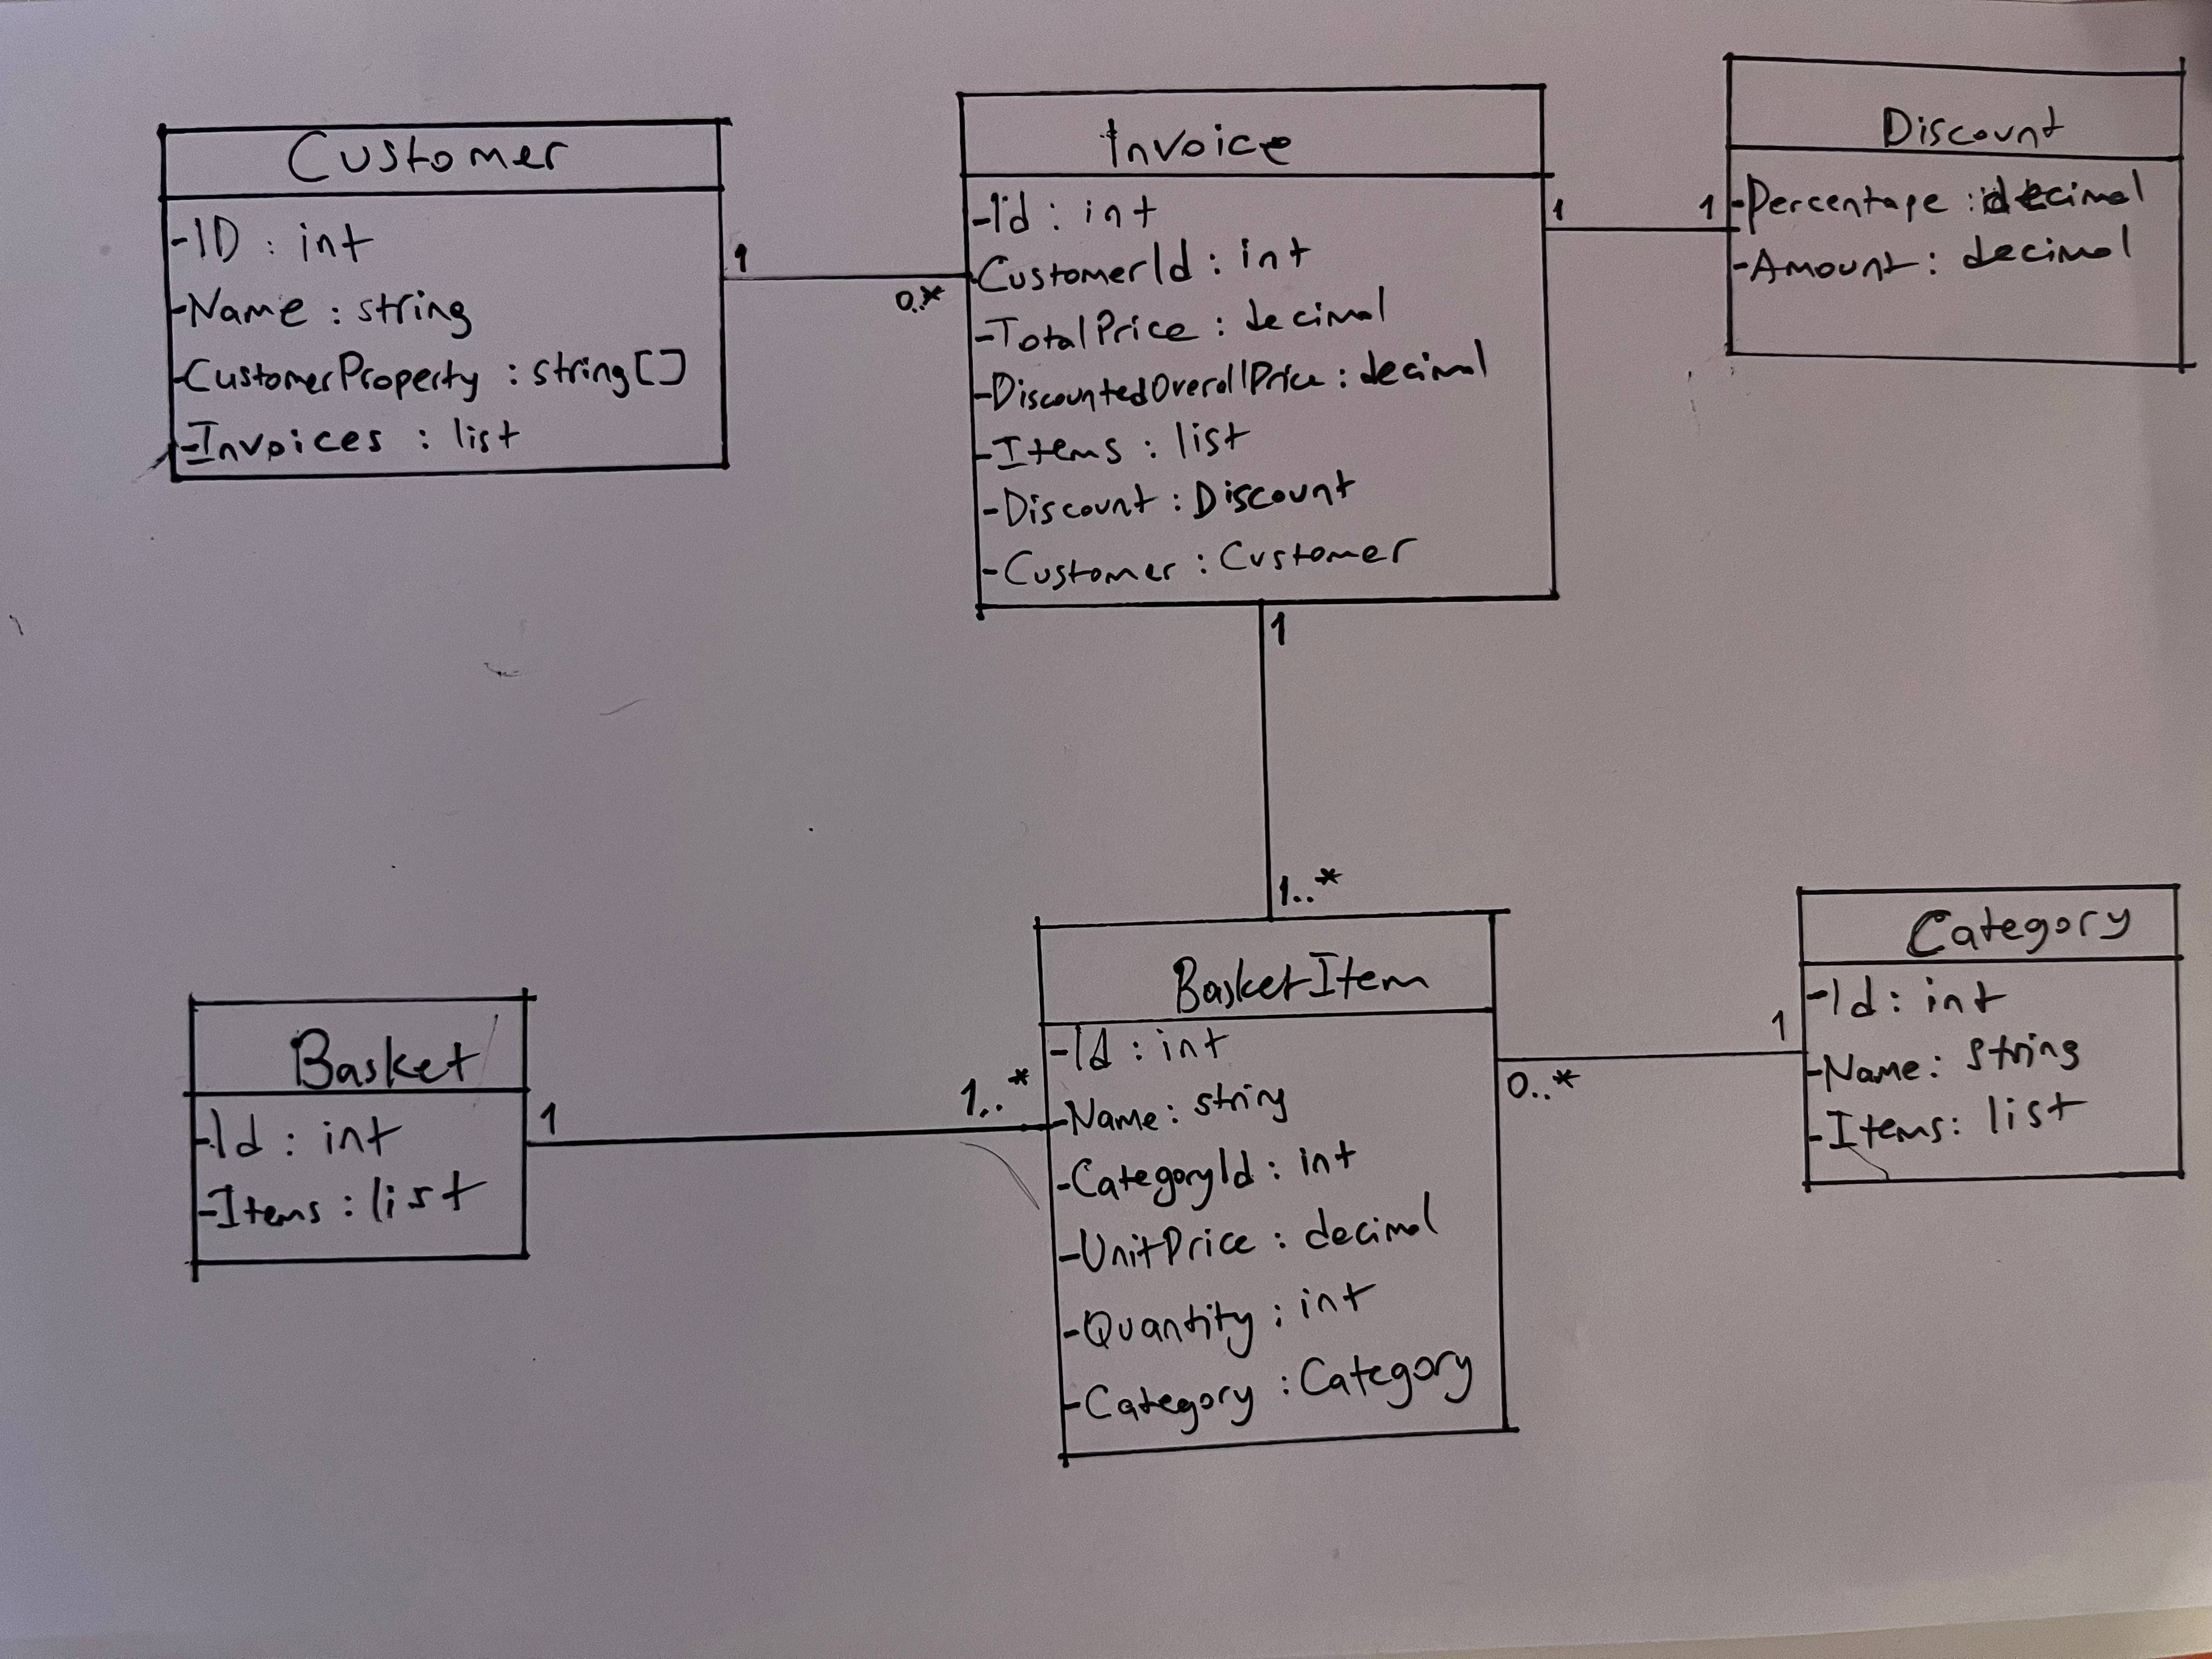 Customer
-ID : int
-Name : string
-CustomerProperty : string[]
-Invoices : list
1
0..*
Invoice
-Id : int
-CustomerId : int
-TotalPrice : decimal
-DiscountedOverallPrice : decimal
-Items : list
-Discount : Discount
-Customer : Customer
1
1
Discount
-Percentage : decimal
-Amount : decimal
1
1..*
Basket
-Id : int
-Items : list
1
1..*
BasketItem
-Id : int
-Name : string
-CategoryId : int
-UnitPrice : decimal
-Quantity : int
-Category : Category
0..*
1
Category
-Id : int
-Name : string
-Items : list